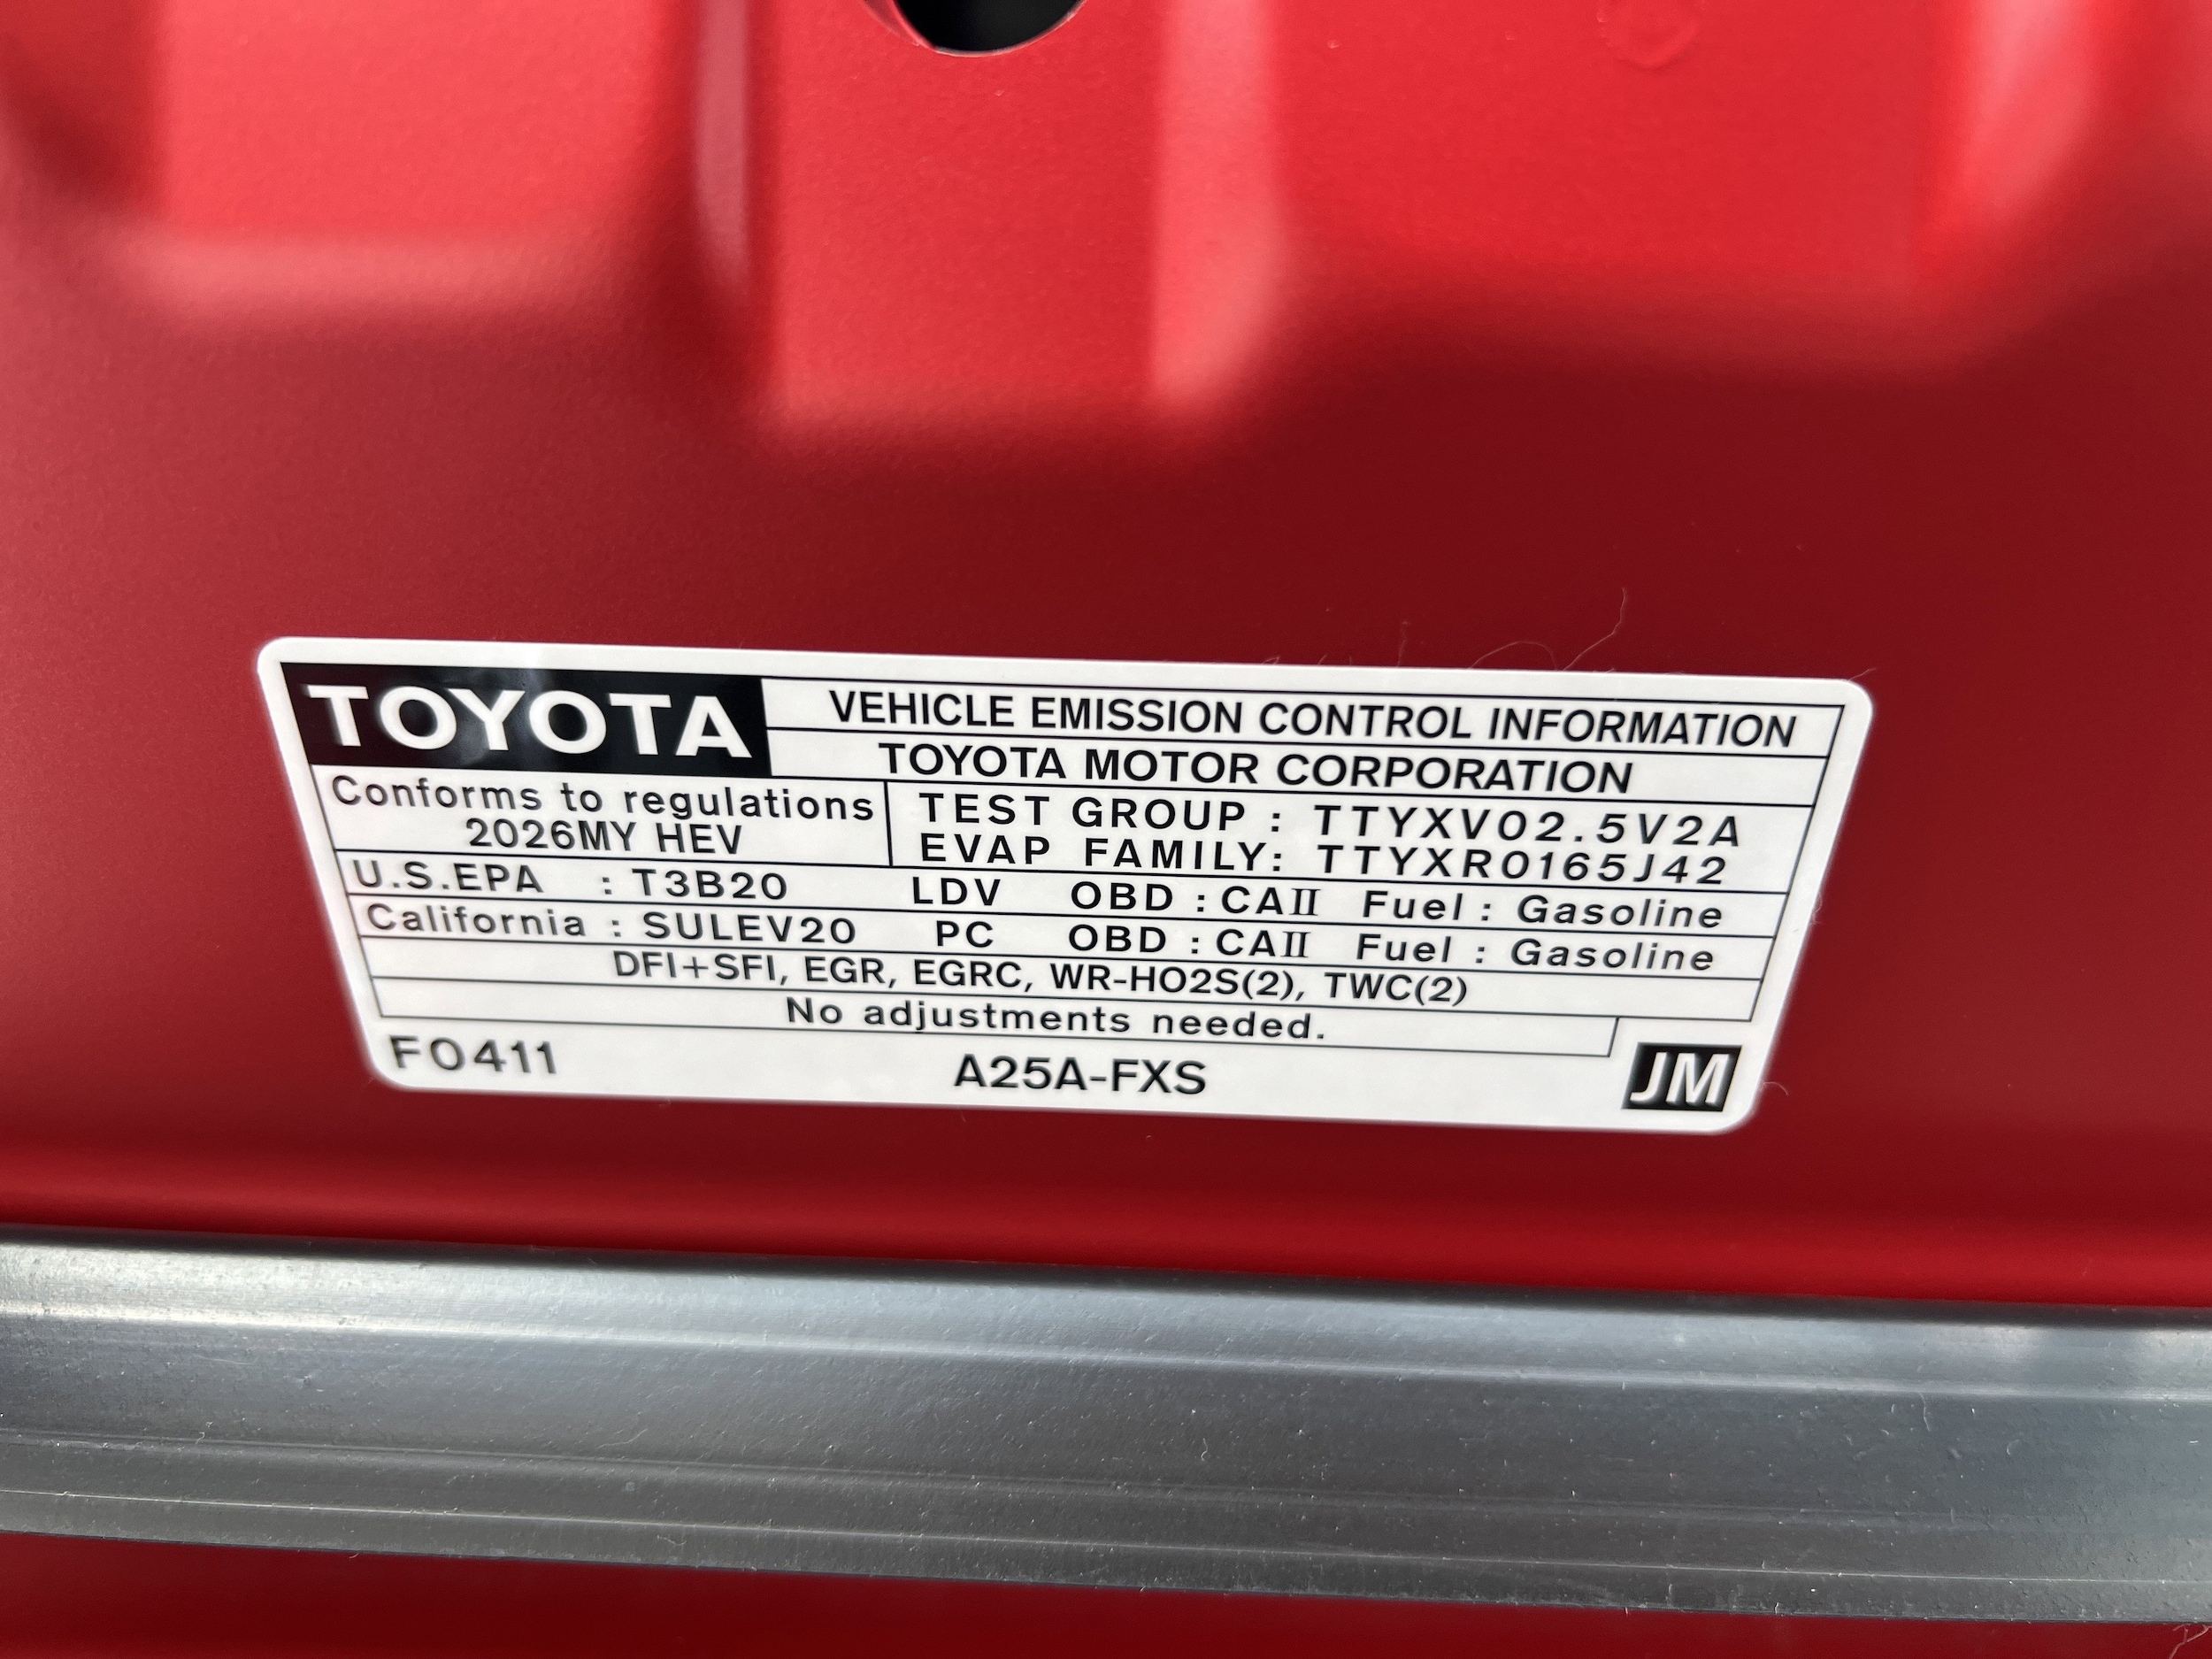 TOYOTA VEHICLE EMISSION CONTROL INFORMATION
TOYOTA MOTOR CORPORATION
Conforms to regulations
2026MY HEV
TEST GROUP : TTYXV02.5V2A
EVAP FAMILY: TTYXR0165J42
U.S.EPA : T3B20 LDV OBD : CAII Fuel : Gasoline
California : SULEV20 PC OBD : CAII Fuel : Gasoline
DFI+SFI, EGR, EGRC, WR-HO2S(2), TWC(2)
No adjustments needed.
F0411 A25A-FXS JM